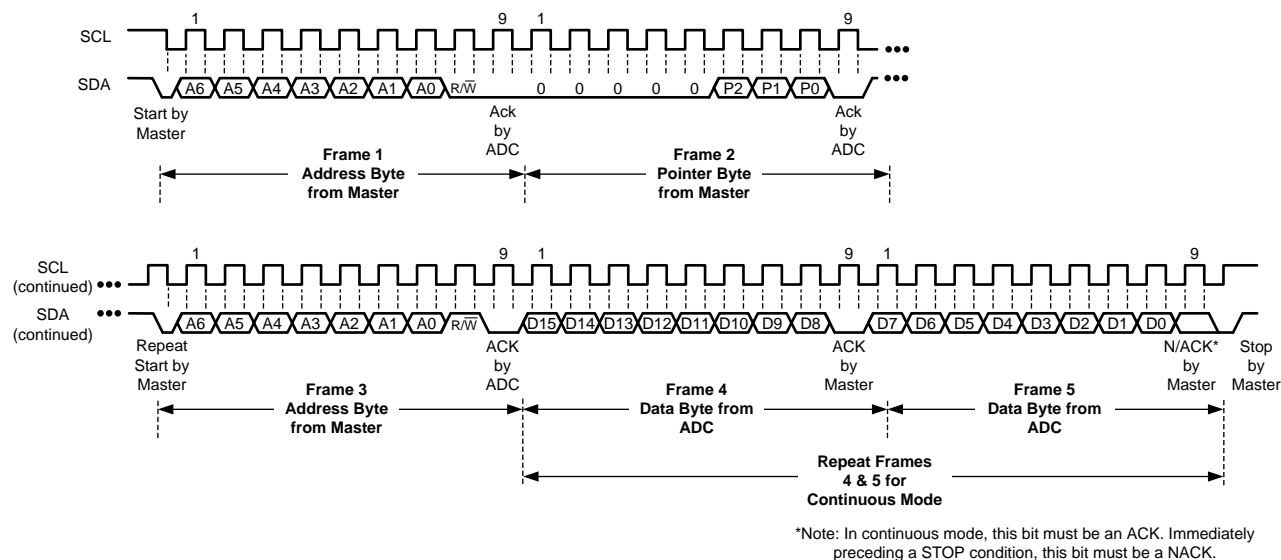 1 9 1 9
SCL
SDA A6 A5 A4 A3 A2 A1 A0 R/W̅ 0 0 0 0 0 P2 P1 P0
Start by
Master
Ack
by
ADC
Ack
by
ADC
Frame 1
Address Byte
from Master
Frame 2
Pointer Byte
from Master
1 9 1 9 1 9
SCL
(continued)
SDA
(continued)
A6 A5 A4 A3 A2 A1 A0 R/W̅ D15 D14 D13 D12 D11 D10 D9 D8 D7 D6 D5 D4 D3 D2 D1 D0
Repeat
Start by
Master
ACK
by
ADC
ACK
by
Master
N/ACK*
by
Master
Stop
by
Master
Frame 3
Address Byte
from Master
Frame 4
Data Byte from
ADC
Frame 5
Data Byte from
ADC
Repeat Frames
4 & 5 for
Continuous Mode
*Note: In continuous mode, this bit must be an ACK. Immediately
preceding a STOP condition, this bit must be a NACK.